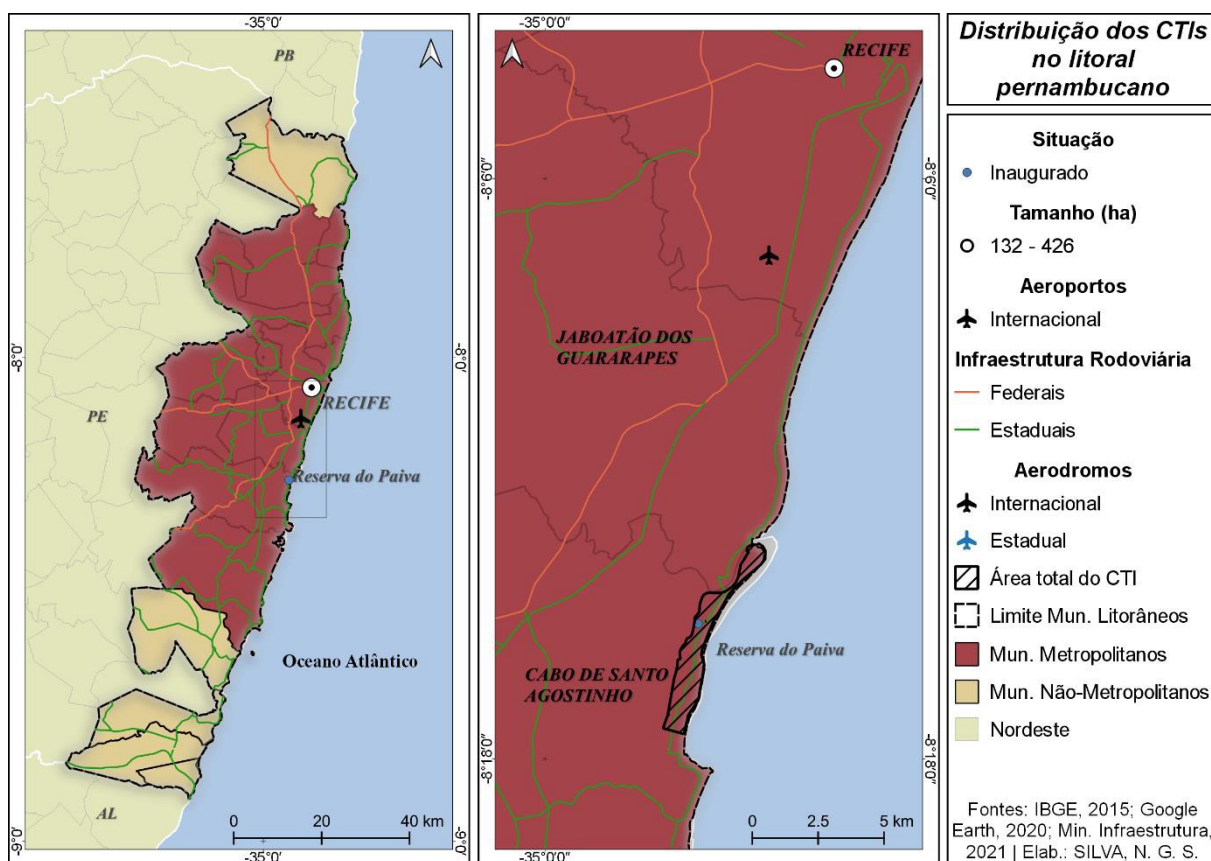 -35°0'
PB
PE
-8°0'
RECIFE
Reserva do Paiva
Oceano Atlântico
AL
0 20 40 km
-9°0'
-35°0'
-35°0'0"
RECIFE
-8°6'0"
-8°6'0"
JABOATÃO DOS
GUARARAPES
Reserva do Paiva
CABO DE SANTO
AGOSTINHO
-8°18'0"
-8°18'0"
0 2.5 5 km
-35°0'0"
Distribuição dos CTIs
no litoral
pernambucano
Situação
Inaugurado
Tamanho (ha)
132 - 426
Aeroportos
Internacional
Infraestrutura Rodoviária
Federais
Estaduais
Aerodromos
Internacional
Estadual
Área total do CTI
Limite Mun. Litorâneos
Mun. Metropolitanos
Mun. Não-Metropolitanos
Nordeste
Fontes: IBGE, 2015; Google
Earth, 2020; Min. Infraestrutura,
2021 | Elab.: SILVA, N. G. S.